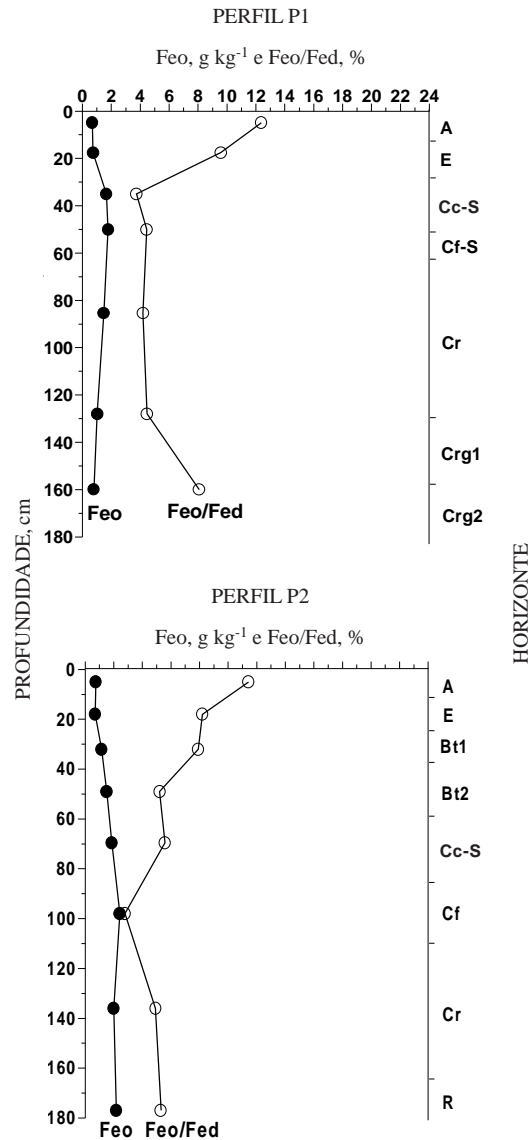 PERFIL P1
Feo, g kg⁻¹ e Feo/Fed, %
0 2 4 6 8 10 12 14 16 18 20 22 24
0
20
40
60
80
100
120
140
160
180
A
E
Cc-S
Cf-S
Cr
Crg1
Crg2
Feo Feo/Fed
PROFUNDIDADE, cm
HORIZONTE
PERFIL P2
Feo, g kg⁻¹ e Feo/Fed, %
0
20
40
60
80
100
120
140
160
180
A
E
Bt1
Bt2
Cc-S
Cf
Cr
R
Feo Feo/Fed